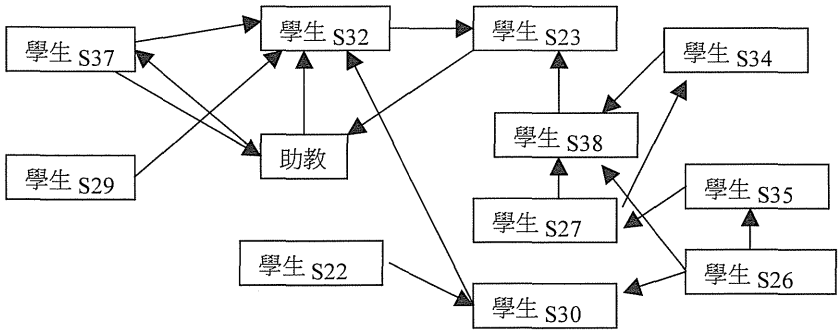 學生 S37
學生 S32
學生 S23
學生 S34
學生 S38
助教
學生 S29
學生 S35
學生 S27
學生 S22
學生 S26
學生 S30